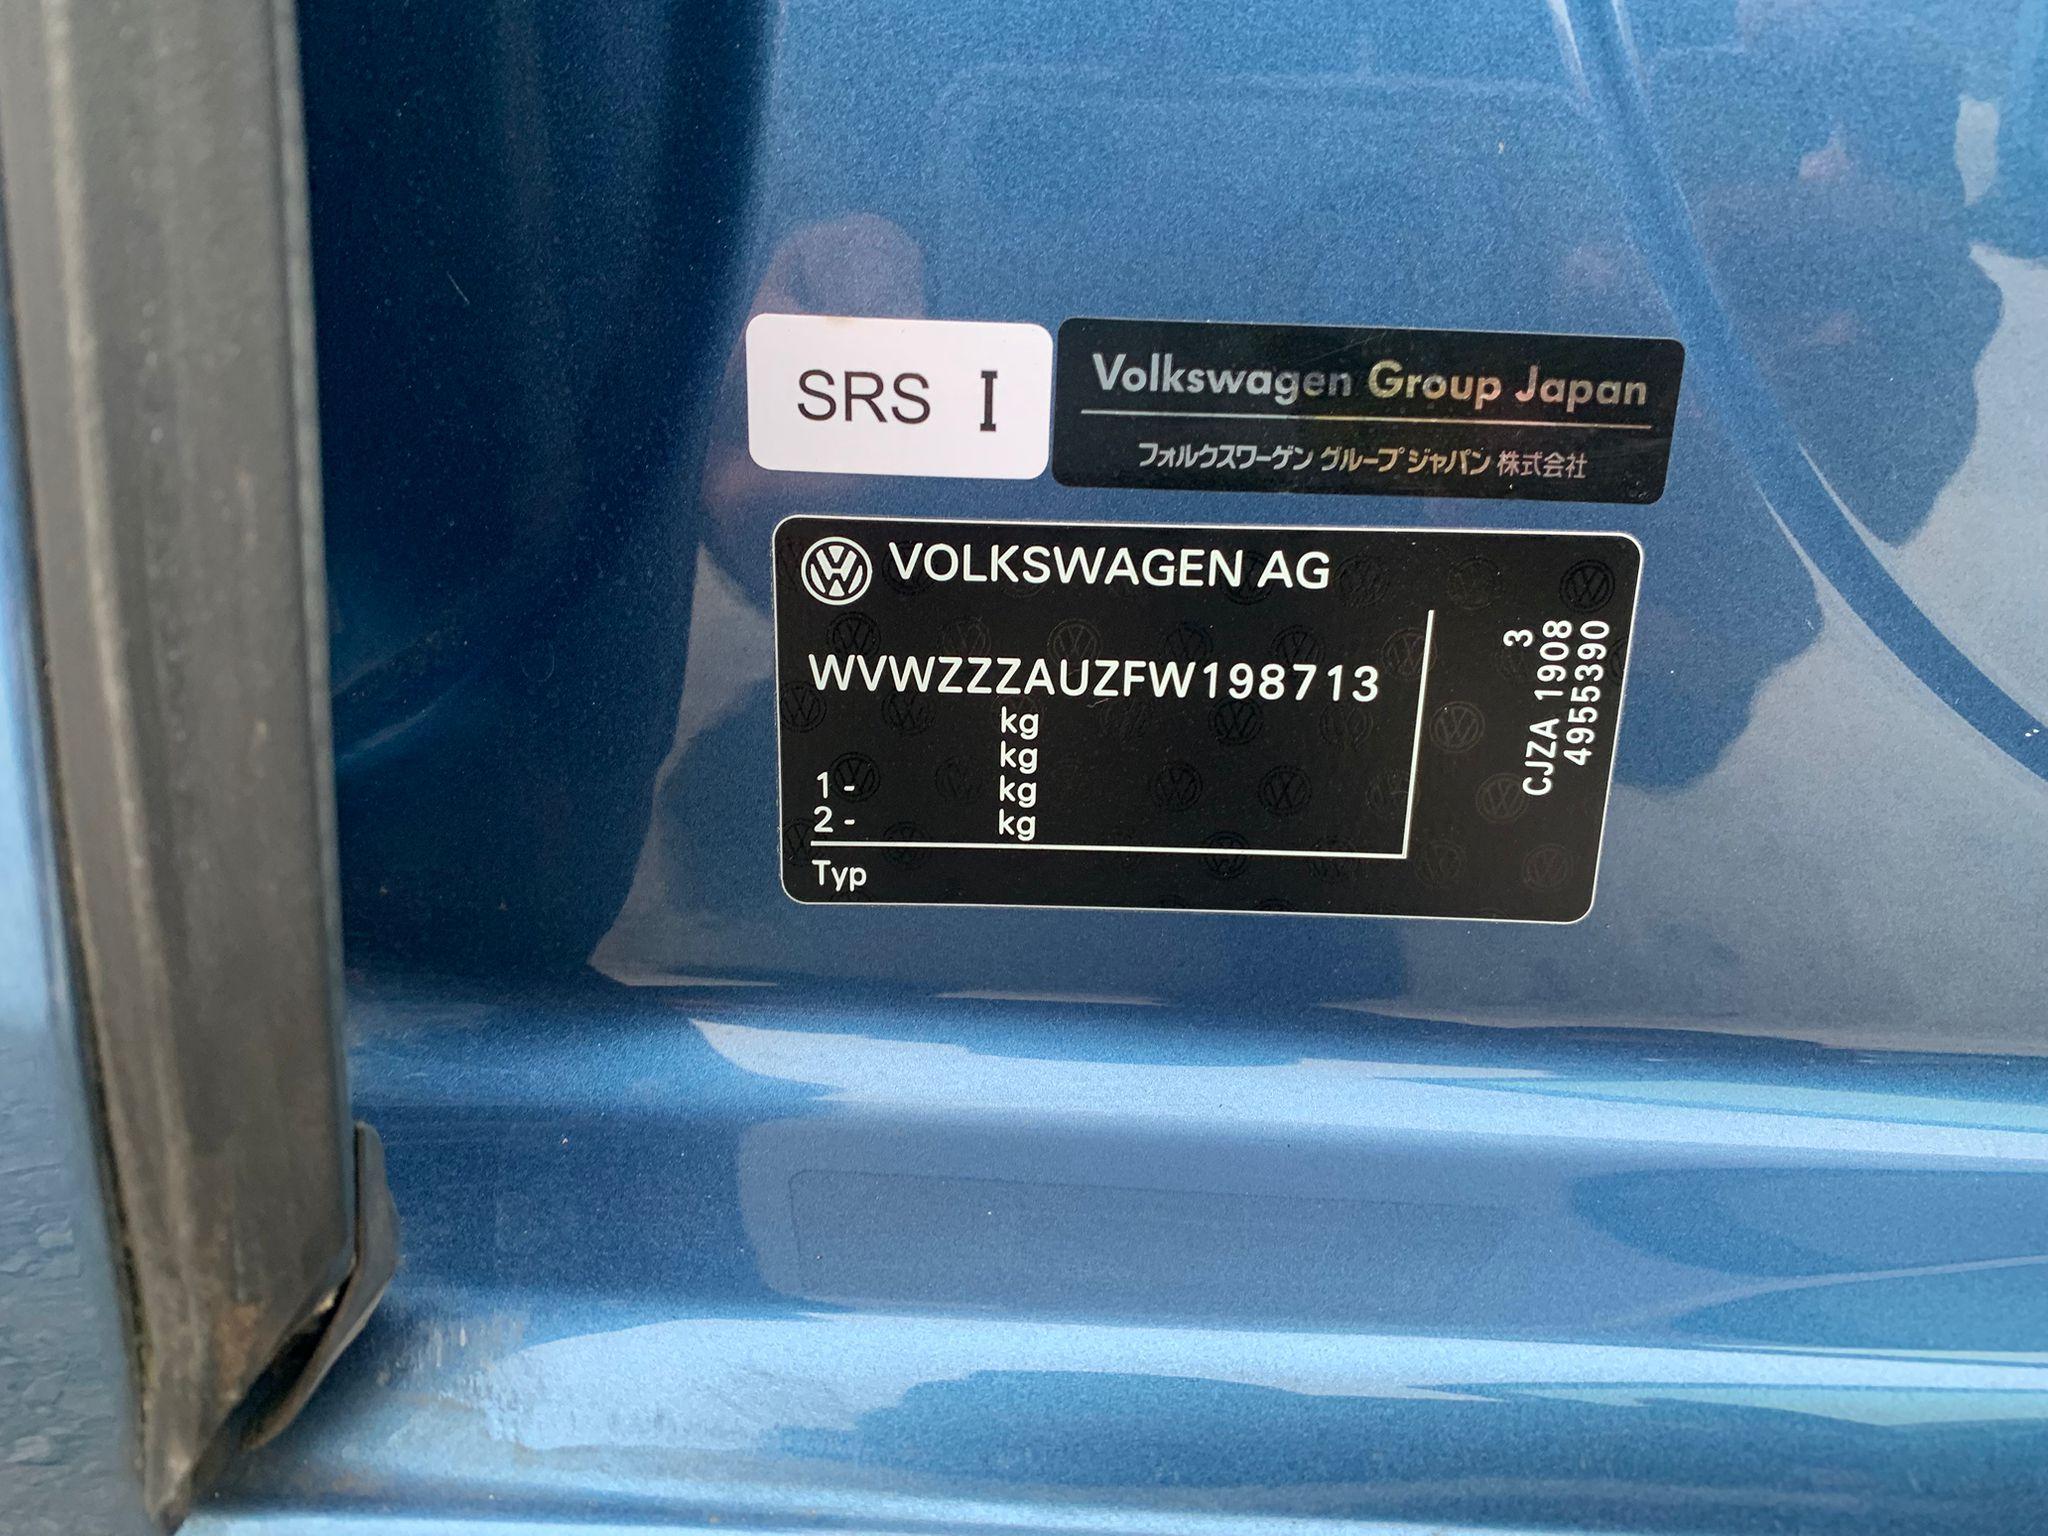 SRS I
Volkswagen Group Japan
フォルクスワーゲン グループ ジャパン 株式会社
VOLKSWAGEN AG
WVWZZZAUZFW198713
kg
kg
1 - kg
2 - kg
Typ
3
CJZA 1908
4955390